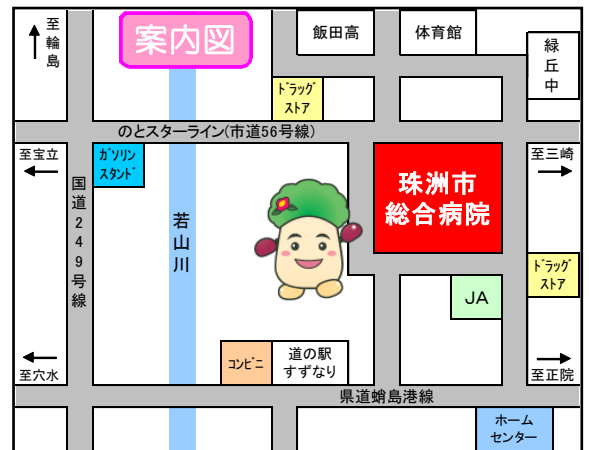 至輪島
案内図
飯田高
体育館
緑丘中
ﾄﾞﾗｯｸﾞ
ｽﾄｱ
のとスターライン(市道56号線)
至宝立
ｶﾞｿﾘﾝ
ｽﾀﾝﾄﾞ
至三崎
国道249号線
若山川
珠洲市
総合病院
ﾄﾞﾗｯｸﾞ
ｽﾄｱ
JA
ｺﾝﾋﾞﾆ
道の駅
すずなり
至穴水
至正院
県道蛸島港線
ホーム
センター